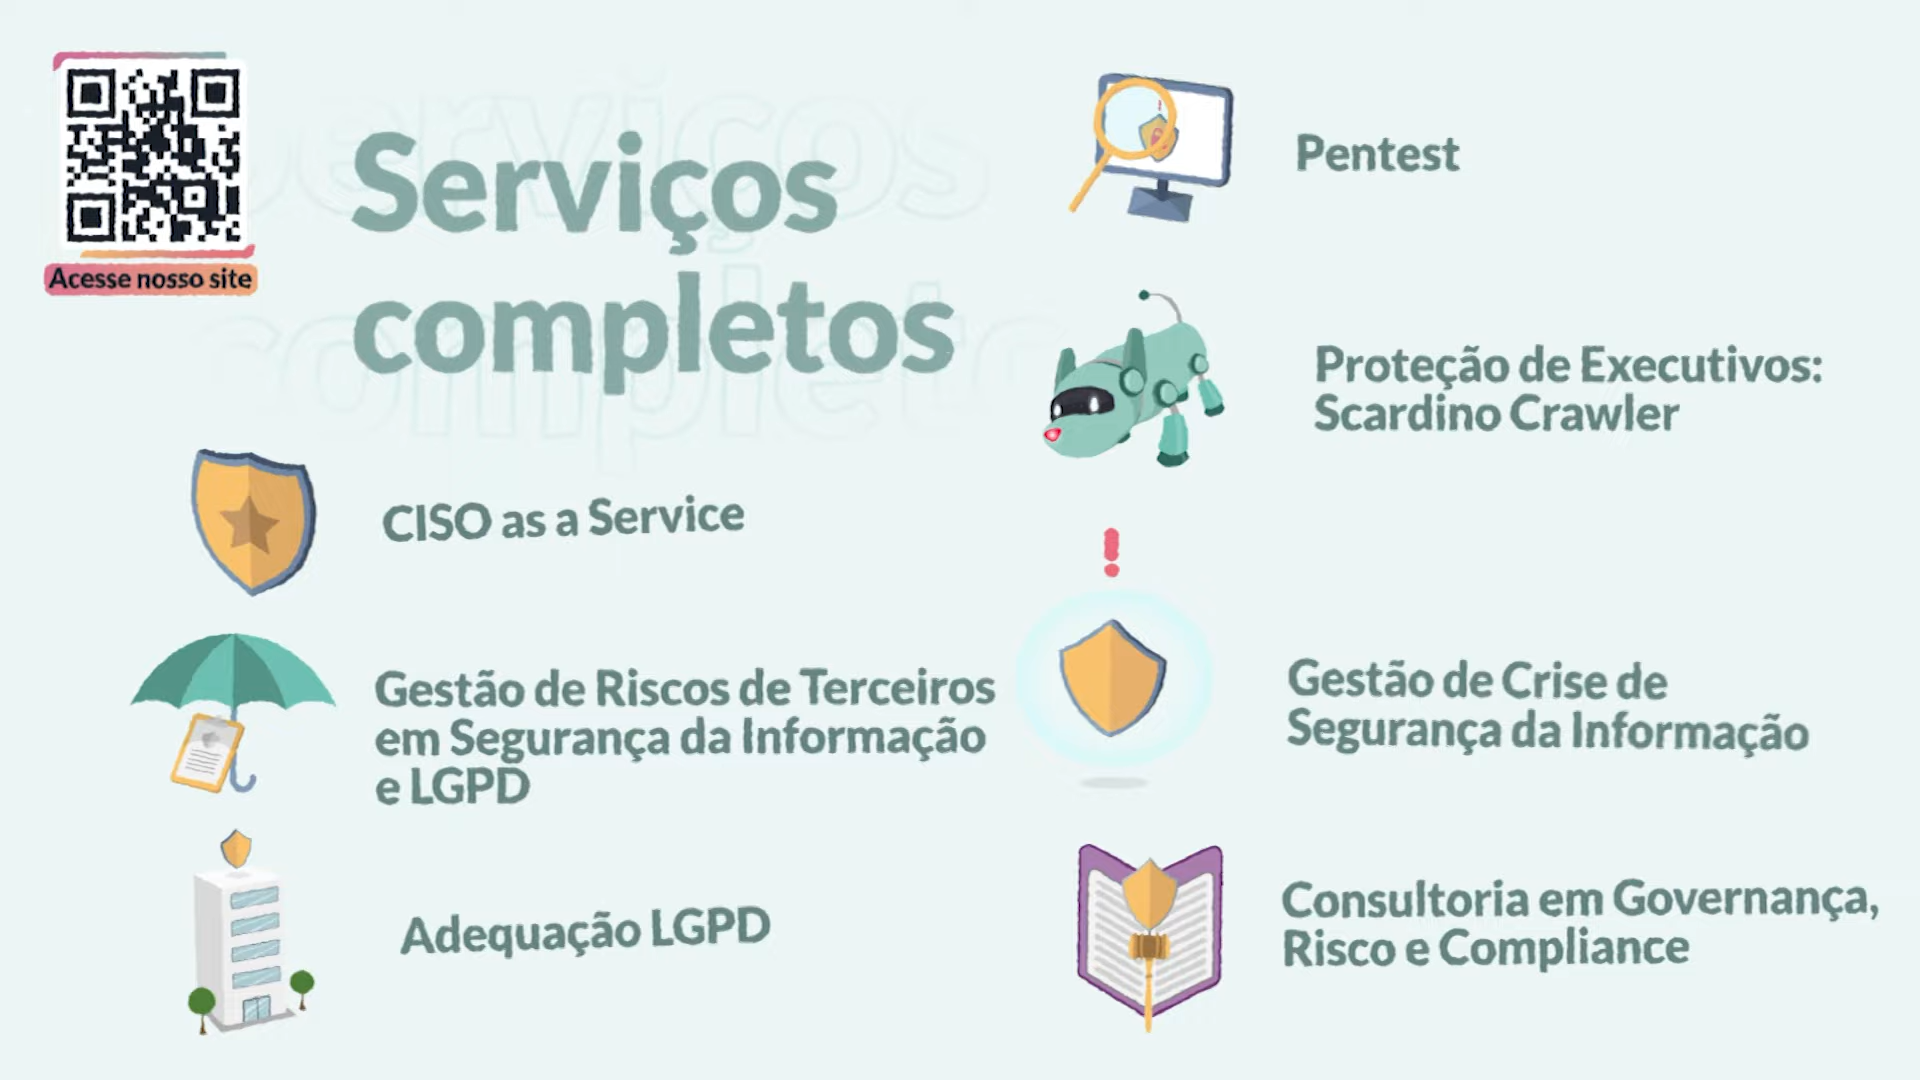 Acesse nosso site
Serviços
completos
CISO as a Service
Gestão de Riscos de Terceiros
em Segurança da Informação
e LGPD
Adequação LGPD
Pentest
Proteção de Executivos:
Scardino Crawler
!
Gestão de Crise de
Segurança da Informação
Consultoria em Governança,
Risco e Compliance